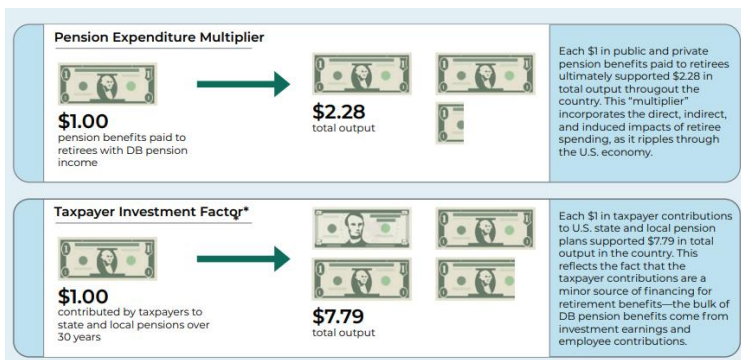 Pension Expenditure Multiplier
$1.00
pension benefits paid to
retirees with DB pension
income
$2.28
total output
Each $1 in public and private
pension benefits paid to retirees
ultimately supported $2.28 in
total output througout the
country. This “multiplier”
incorporates the direct, indirect,
and induced impacts of retiree
spending, as it ripples through
the U.S. economy.
Taxpayer Investment Factor*
$1.00
contributed by taxpayers to
state and local pensions over
30 years
$7.79
total output
Each $1 in taxpayer contributions
to U.S. state and local pension
plans supported $7.79 in total
output in the country. This
reflects the fact that the
taxpayer contributions are a
minor source of financing for
retirement benefits—the bulk of
DB pension benefits come from
investment earnings and
employee contributions.